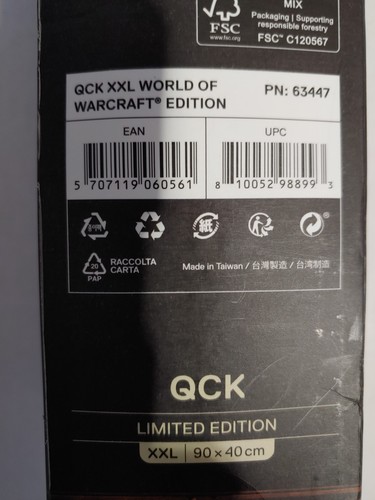 MIX
Packaging | Supporting
responsible forestry
FSC™ C120567
FSC
www.fsc.org
QCK XXL WORLD OF
WARCRAFT® EDITION
PN: 63447
EAN
UPC
5 707119 060561
8 10052 98899 3
紙
RACCOLTA
CARTA
20
PAP
Made in Taiwan / 台灣製造 / 台湾制造
QCK
LIMITED EDITION
XXL | 90 × 40 cm